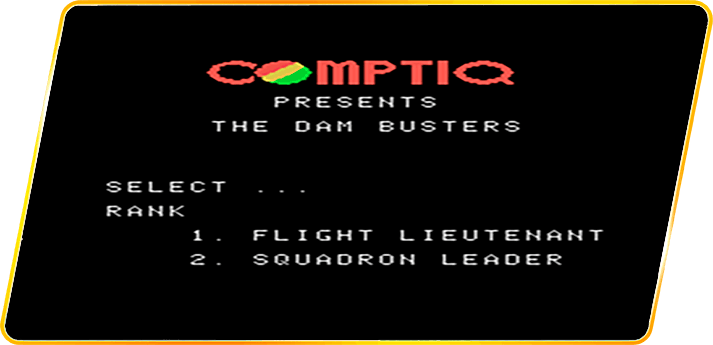 COMPTIQ
PRESENTS
THE DAM BUSTERS
SELECT ...
RANK
1. FLIGHT LIEUTENANT
2. SQUADRON LEADER